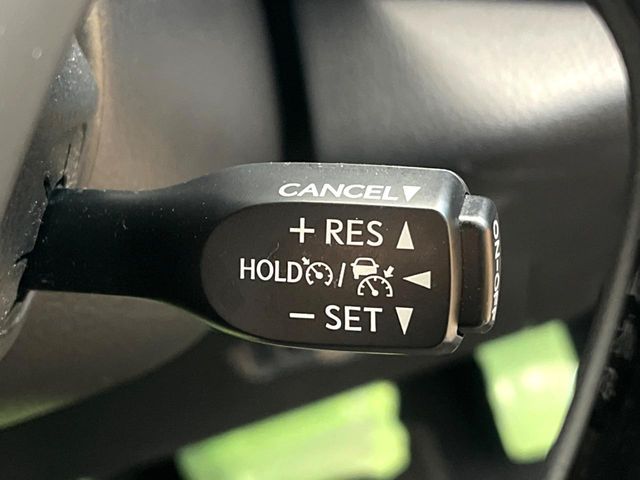 CANCEL▼
+ RES ▲
HOLD / ◀
− SET ▼
ON-OFF